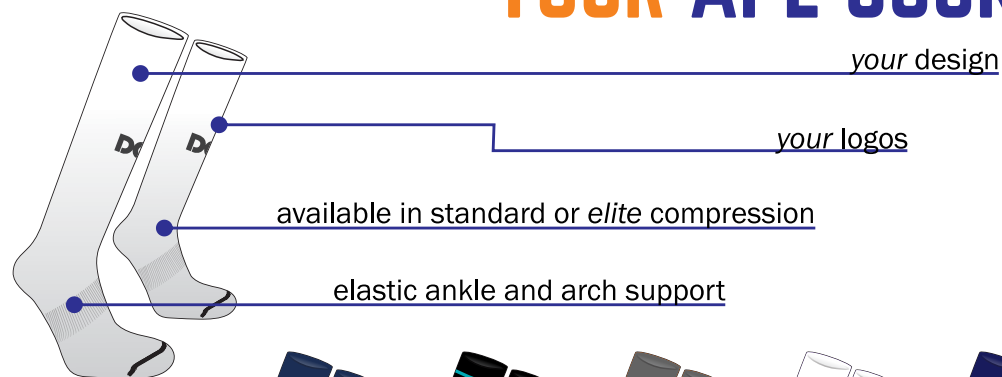 your design
your logos
available in standard or elite compression
elastic ankle and arch support